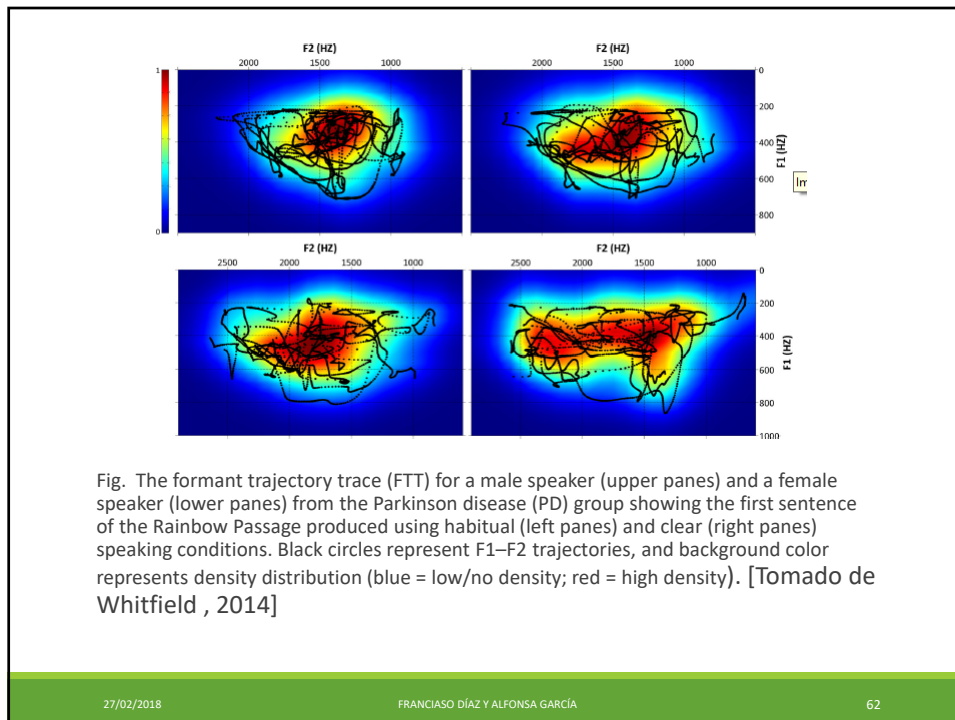 F2 (HZ)
F2 (HZ)
2000 1500 1000
2000 1500 1000
1
0
0
200
400
600
800
F1 (HZ)
Im
F2 (HZ)
F2 (HZ)
2500 2000 1500 1000
2500 2000 1500 1000
0
200
400
600
800
1000
F1 (HZ)
Fig. The formant trajectory trace (FTT) for a male speaker (upper panes) and a female
speaker (lower panes) from the Parkinson disease (PD) group showing the first sentence
of the Rainbow Passage produced using habitual (left panes) and clear (right panes)
speaking conditions. Black circles represent F1–F2 trajectories, and background color
represents density distribution (blue = low/no density; red = high density). [Tomado de
Whitfield , 2014]
27/02/2018 FRANCIASO DÍAZ Y ALFONSA GARCÍA 62